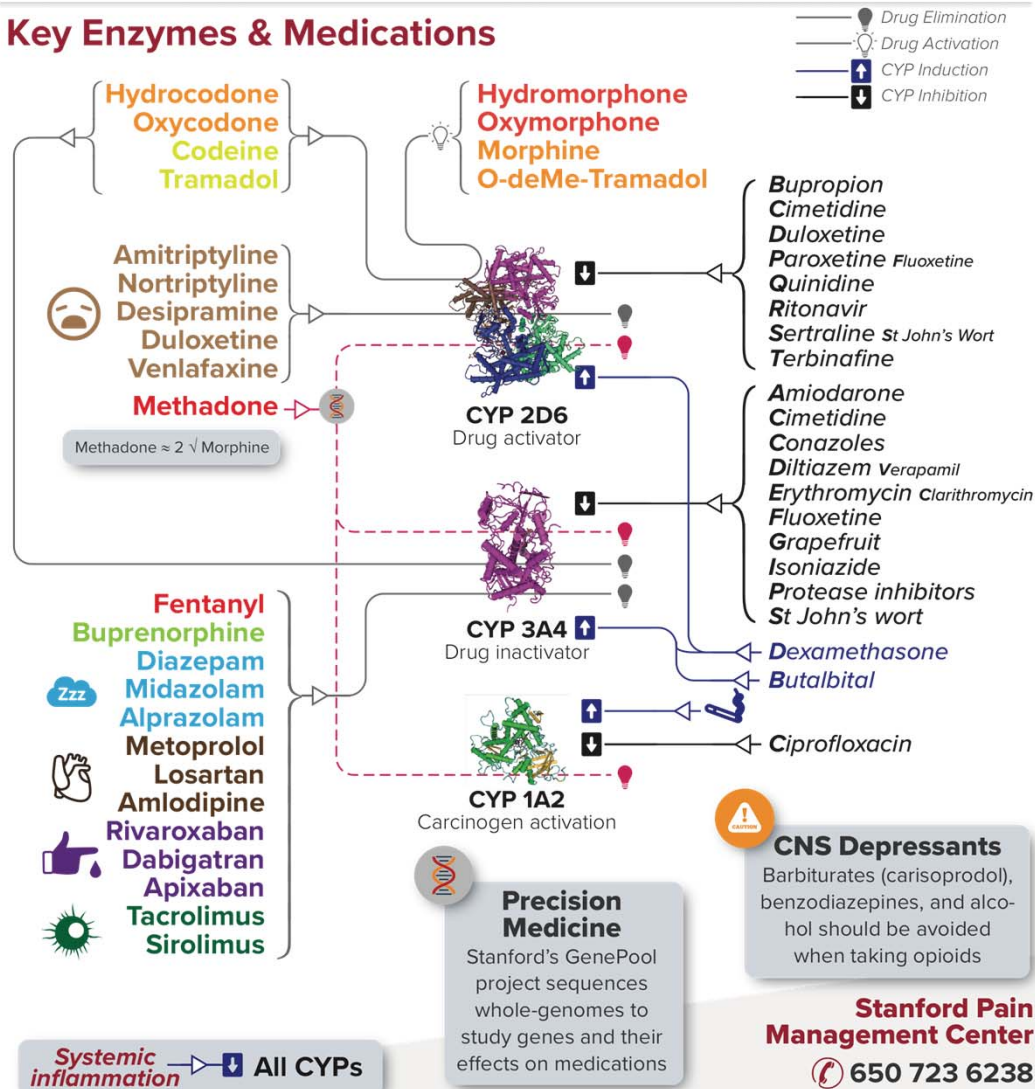 Key Enzymes & Medications
Drug Elimination
Drug Activation
CYP Induction
CYP Inhibition
Hydrocodone
Oxycodone
Codeine
Tramadol
Hydromorphone
Oxymorphone
Morphine
O-deMe-Tramadol
Amitriptyline
Nortriptyline
Desipramine
Duloxetine
Venlafaxine
Methadone
Methadone ≈ 2 √ Morphine
CYP 2D6
Drug activator
Bupropion
Cimetidine
Duloxetine
Paroxetine Fluoxetine
Quinidine
Ritonavir
Sertraline St John's Wort
Terbinafine
Amiodarone
Cimetidine
Conazoles
Diltiazem Verapamil
Erythromycin Clarithromycin
Fluoxetine
Grapefruit
Isoniazide
Protease inhibitors
St John's wort
CYP 3A4
Drug inactivator
Dexamethasone
Butalbital
Ciprofloxacin
CYP 1A2
Carcinogen activation
Fentanyl
Buprenorphine
Zzz
Diazepam
Midazolam
Alprazolam
Metoprolol
Losartan
Amlodipine
Rivaroxaban
Dabigatran
Apixaban
Tacrolimus
Sirolimus
Precision
Medicine
Stanford's GenePool
project sequences
whole-genomes to
study genes and their
effects on medications
CAUTION
CNS Depressants
Barbiturates (carisoprodol),
benzodiazepines, and alco-
hol should be avoided
when taking opioids
Systemic
inflammation
All CYPs
Stanford Pain
Management Center
650 723 6238